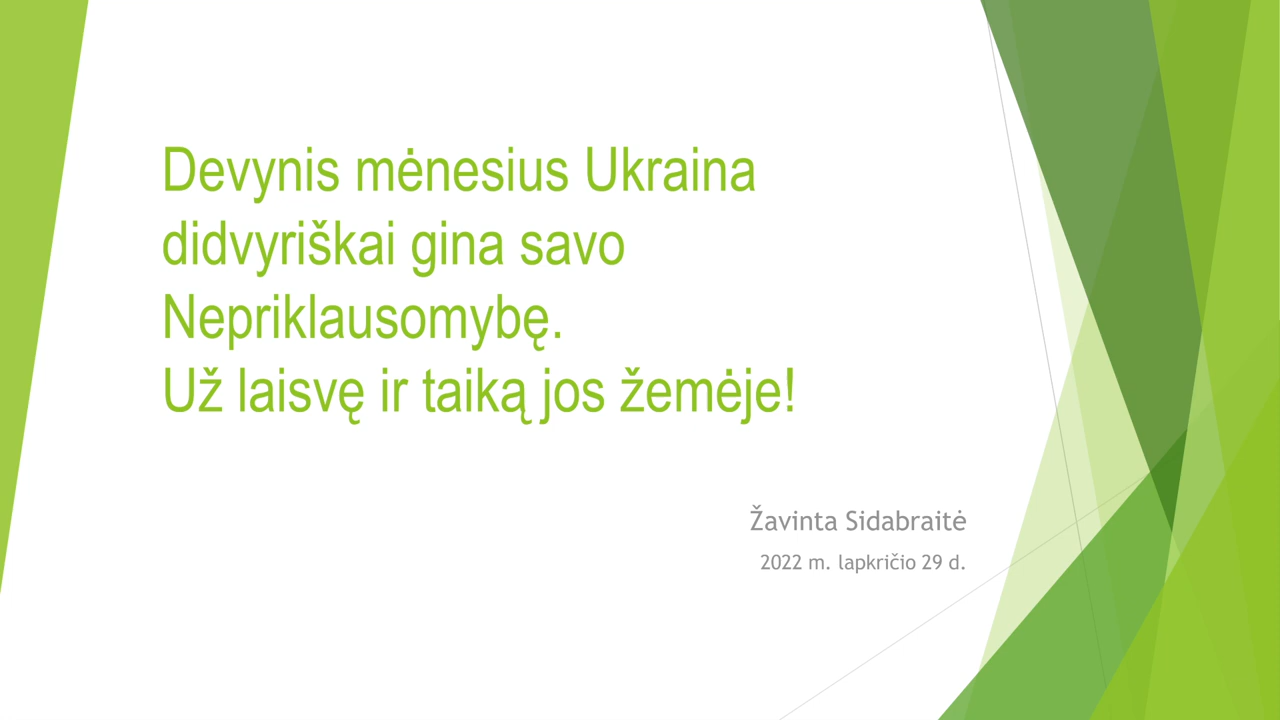 Devynis mėnesius Ukraina
didvyriškai gina savo
Nepriklausomybę.
Už laisvę ir taiką jos žemėje!
Žavinta Sidabraitė
2022 m. lapkričio 29 d.